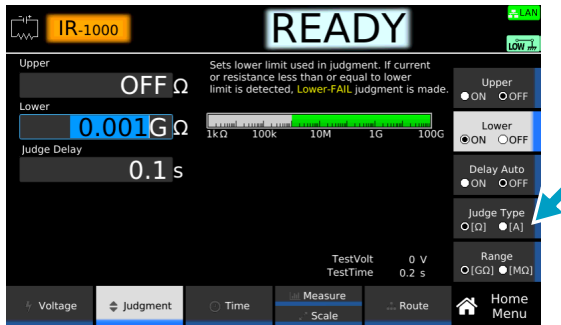 IR-1000
READY
LAN
LOW
Upper
OFF Ω
Lower
0.001G Ω
Judge Delay
0.1 s
Sets lower limit used in judgment. If current
or resistance less than or equal to lower
limit is detected, Lower-FAIL judgment is made.
1kΩ 100k 10M 1G 100G
TestVolt 0 V
TestTime 0.2 s
Upper
ON OFF
Lower
ON OFF
Delay Auto
ON OFF
Judge Type
[Ω] [A]
Range
[GΩ] [MΩ]
Voltage
Judgment
Time
Measure
Scale
Route
Home
Menu